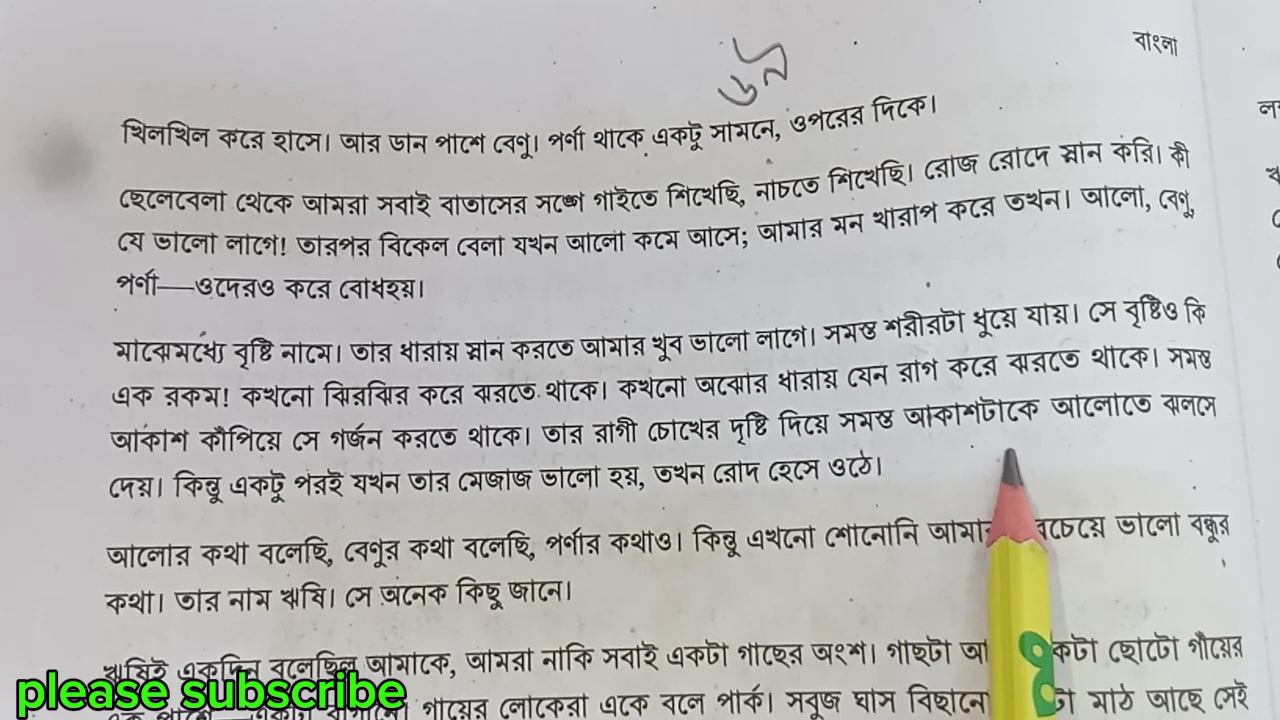 বাংলা
খিলখিল করে হাসে। আর ডান পাশে বেণু। পর্ণা থাকে একটু সামনে, ওপরের দিকে।
ছেলেবেলা থেকে আমরা সবাই বাতাসের সঙ্গে গাইতে শিখেছি, নাচতে শিখেছি। রোজ রোদে স্নান করি। কী
যে ভালো লাগে! তারপর বিকেল বেলা যখন আলো কমে আসে; আমার মন খারাপ করে তখন। আলো, বেণু,
পর্ণা—ওদেরও করে বোধহয়।
মাঝেমধ্যে বৃষ্টি নামে। তার ধারায় স্নান করতে আমার খুব ভালো লাগে। সমস্ত শরীরটা ধুয়ে যায়। সে বৃষ্টিও কি
এক রকম! কখনো ঝিরঝির করে ঝরতে থাকে। কখনো অঝোর ধারায় যেন রাগ করে ঝরতে থাকে। সমস্ত
আকাশ কাঁপিয়ে সে গর্জন করতে থাকে। তার রাগী চোখের দৃষ্টি দিয়ে সমস্ত আকাশটাকে আলোতে ঝলসে
দেয়। কিন্তু একটু পরই যখন তার মেজাজ ভালো হয়, তখন রোদ হেসে ওঠে।
আলোর কথা বলেছি, বেণুর কথা বলেছি, পর্ণার কথাও। কিন্তু এখনো শোনোনি ভালো বন্ধুর
কথা। তার নাম ঋষি। সে অনেক কিছু জানে।
ঋষিই একদিন বলেছিল আমাকে, আমরা নাকি সবাই একটা গাছের অংশ। গাছটা ছোটো গাঁয়ের
গাঁয়ের লোকেরা একে বলে পার্ক। সবুজ ঘাস বিছানো মাঠ আছে সেই
please subscribe